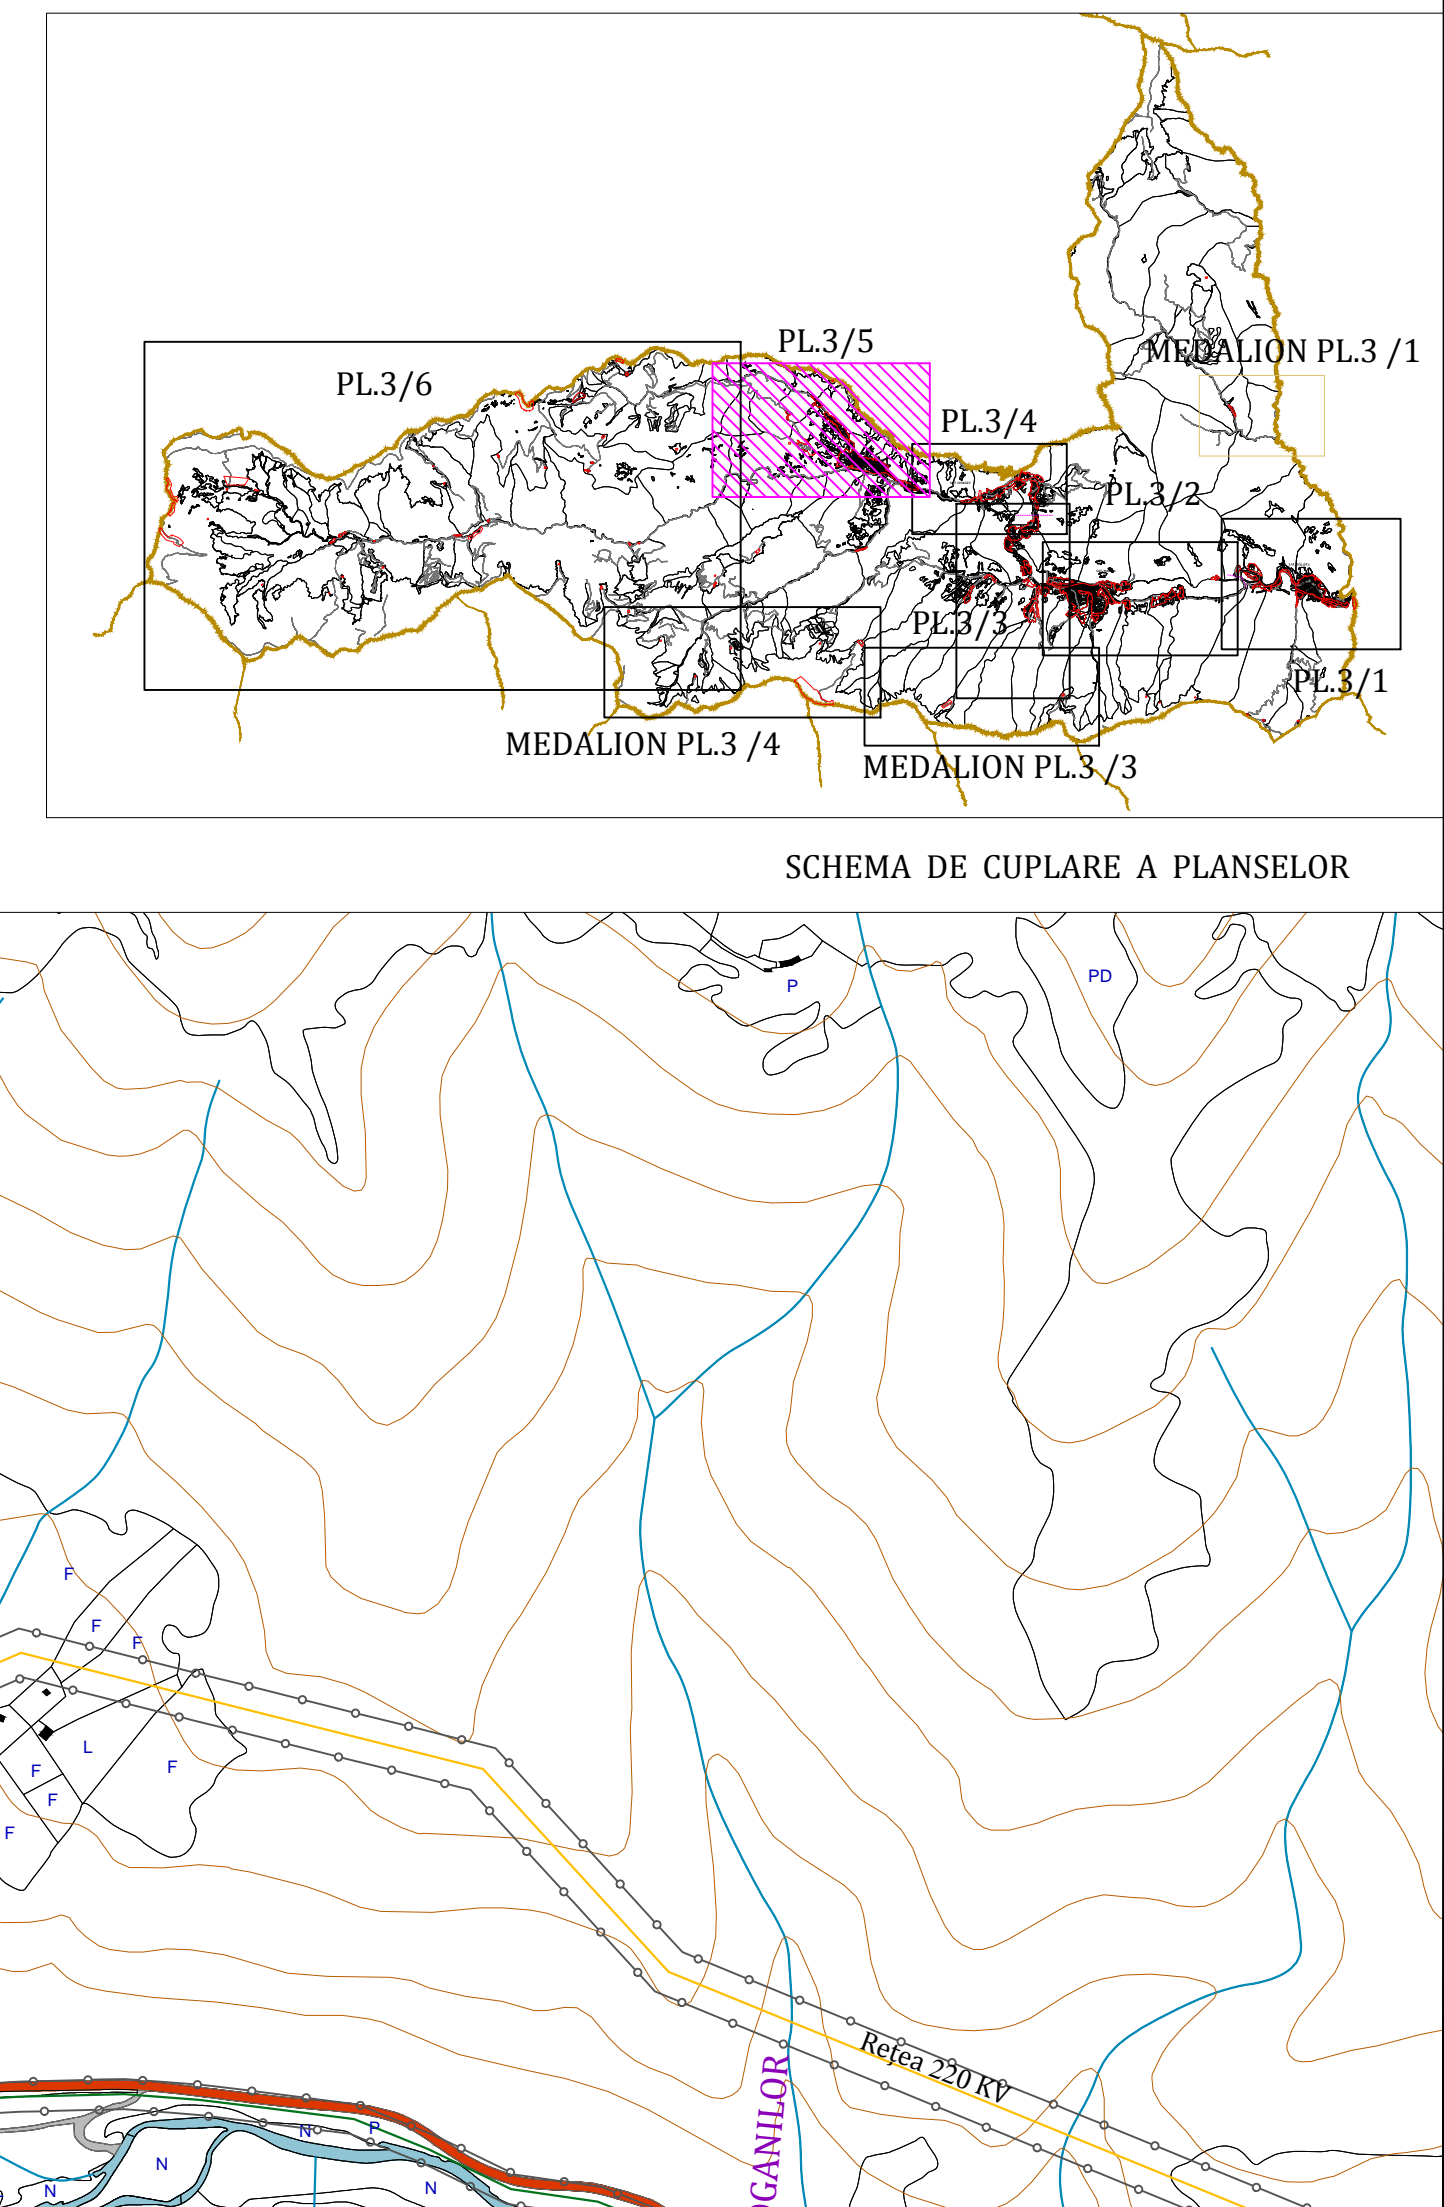 PL.3/5
MEDALION PL.3 /1
PL.3/6
PL.3/4
PL.3/2
PL.3/3
PL.3/1
MEDALION PL.3 /4
MEDALION PL.3 /3
SCHEMA DE CUPLARE A PLANSELOR
P
PD
F
F
F
L
F
F
F
F
Rețea 220 KV
OGANILOR
N
P
N
N
N